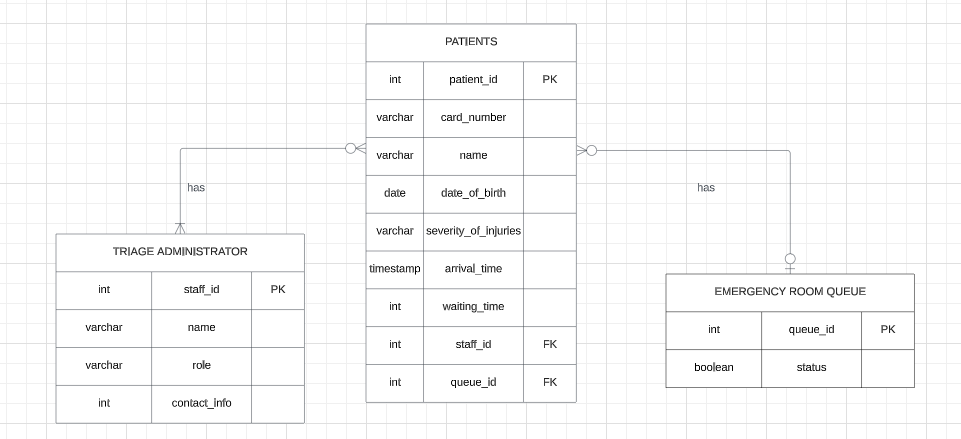 PATIENTS
int patient_id PK
varchar card_number
varchar name
date date_of_birth
varchar severity_of_injuries
timestamp arrival_time
int waiting_time
int staff_id FK
int queue_id FK
has
has
TRIAGE ADMINISTRATOR
int staff_id PK
varchar name
varchar role
int contact_info
EMERGENCY ROOM QUEUE
int queue_id PK
boolean status